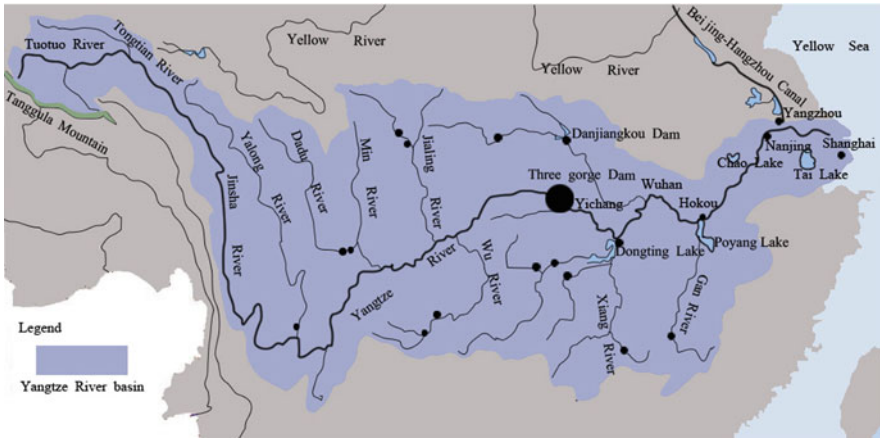 Tuotuo River
Tongtian River
Tanggula Mountain
Yellow River
Yellow River
Bei jing-Hangzhou Canal
Yellow Sea
Yangzhou
Nanjing
Shanghai
Chao Lake
Tai Lake
Jinsha River
Yalong River
Dadu River
Min River
Jialing River
Danjiangkou Dam
Three gorge Dam
Yichang
Wuhan
Hokou
Poyang Lake
Dongting Lake
Yangtze River
Wu River
Xiang River
Gan River
Legend
Yangtze River basin